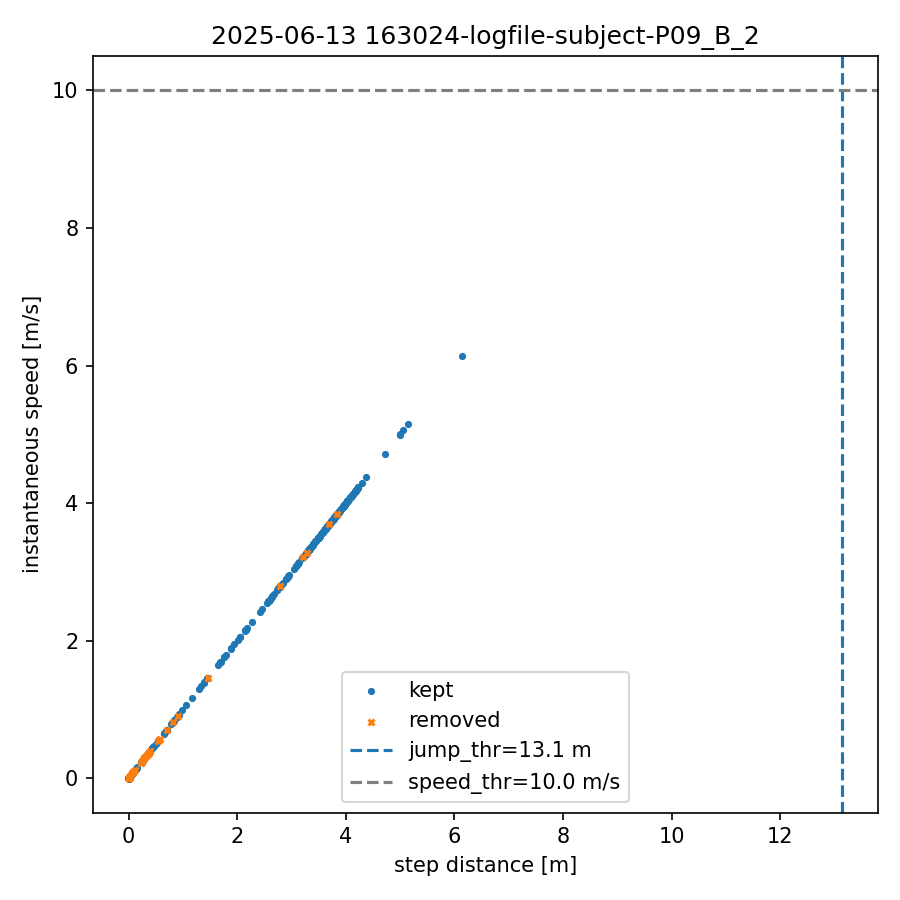 2025-06-13 163024-logfile-subject-P09_B_2
10
8
6
4
2
0
instantaneous speed [m/s]
kept
removed
jump_thr=13.1 m
speed_thr=10.0 m/s
0 2 4 6 8 10 12
step distance [m]